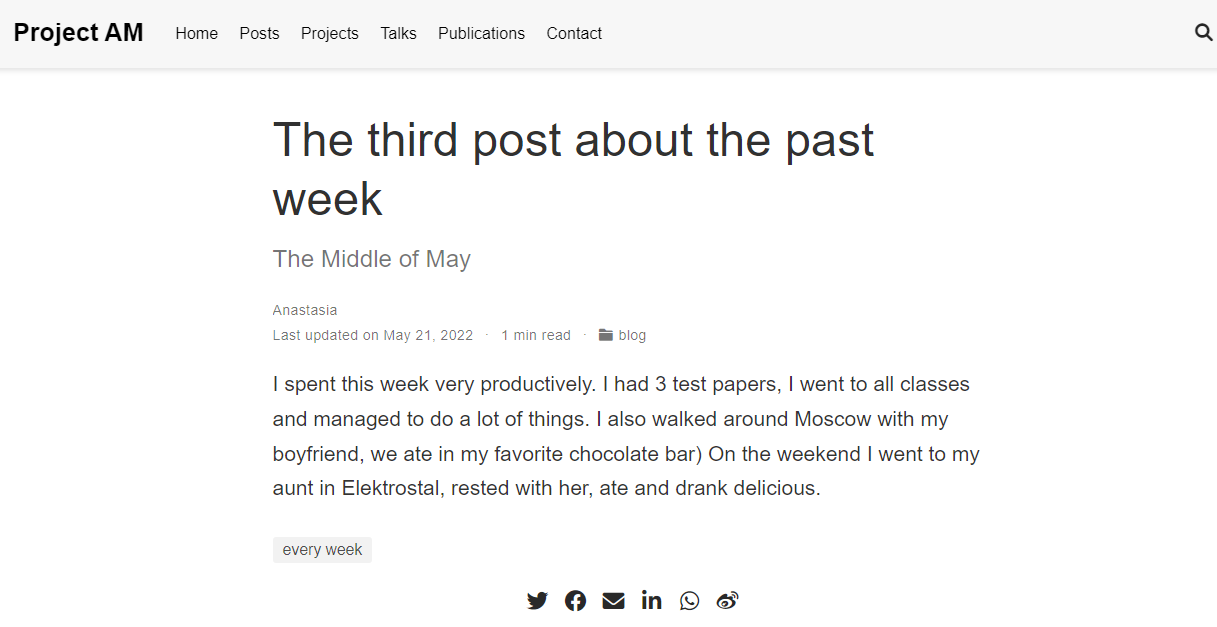 Project AM Home Posts Projects Talks Publications Contact
The third post about the past
week
The Middle of May
Anastasia
Last updated on May 21, 2022 · 1 min read · blog
I spent this week very productively. I had 3 test papers, I went to all classes
and managed to do a lot of things. I also walked around Moscow with my
boyfriend, we ate in my favorite chocolate bar) On the weekend I went to my
aunt in Elektrostal, rested with her, ate and drank delicious.
every week